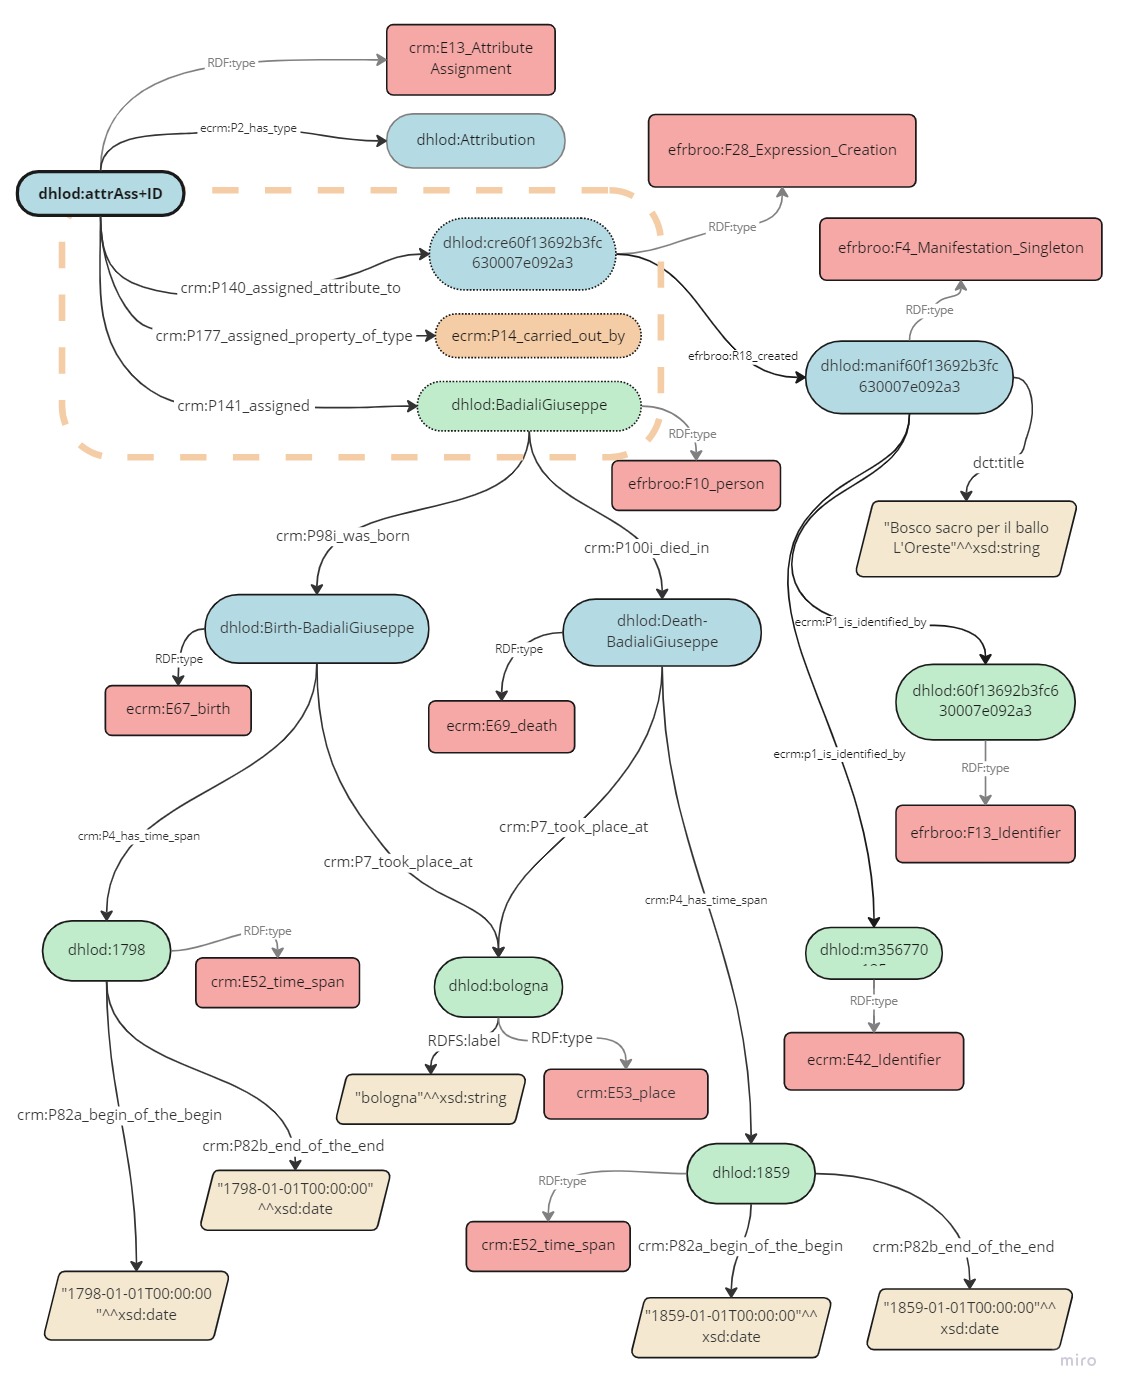 crm:E13_Attribute
Assignment
RDF:type
ecrm:P2_has_type
dhlod:Attribution
efrbroo:F28_Expression_Creation
dhlod:attrAss+ID
dhlod:cre60f13692b3fc
630007e092a3
RDF:type
efrbroo:F4_Manifestation_Singleton
crm:P140_assigned_attribute_to
RDF:type
crm:P177_assigned_property_of_type
ecrm:P14_carried_out_by
efrbroo:R18_created
dhlod:manif60f13692b3fc
630007e092a3
crm:P141_assigned
dhlod:BadialiGiuseppe
RDF:type
dct:title
efrbroo:F10_person
"Bosco sacro per il ballo
L'Oreste"^^xsd:string
crm:P98i_was_born
crm:P100i_died_in
dhlod:Birth-BadialiGiuseppe
dhlod:Death-
BadialiGiuseppe
ecrm:P1_is_identified_by
RDF:type
RDF:type
dhlod:60f13692b3fc6
30007e092a3
ecrm:E67_birth
ecrm:E69_death
ecrm:p1_is_identified_by
RDF:type
crm:P4_has_time_span
crm:P7_took_place_at
efrbroo:F13_Identifier
crm:P7_took_place_at
crm:P4_has_time_span
dhlod:1798
RDF:type
dhlod:m356770
crm:E52_time_span
dhlod:bologna
RDF:type
RDFS:label
RDF:type
ecrm:E42_Identifier
"bologna"^^xsd:string
crm:E53_place
crm:P82a_begin_of_the_begin
crm:P82b_end_of_the_end
"1798-01-01T00:00:00"
^^xsd:date
dhlod:1859
RDF:type
crm:E52_time_span
crm:P82a_begin_of_the_begin
crm:P82b_end_of_the_end
"1798-01-01T00:00:00
"^^xsd:date
"1859-01-01T00:00:00"^^
xsd:date
"1859-01-01T00:00:00"^^
xsd:date
miro